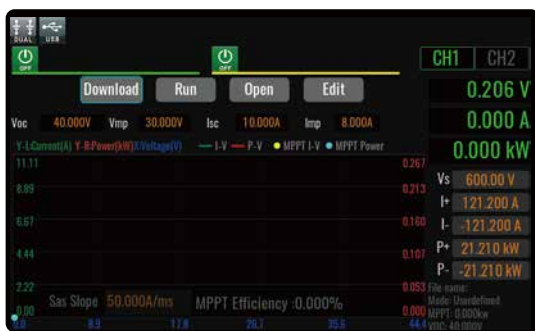 DUAL USB
OFF OFF
CH1 CH2
Download Run Open Edit
0.206 V
0.000 A
0.000 kW
Voc 40.000V Vmp 30.000V Isc 10.000A Imp 8.000A
Y-L:Current(A) Y-R:Power(kW) X:Voltage(V) I-V P-V MPPT I-V MPPT Power
11.11 0.267
8.89 0.213
6.67 0.160
4.44 0.107
2.22 0.053
0.00 0.000
Sas Slope 50.000A/ms MPPT Efficiency :0.000%
0.0 8.9 17.8 26.7 35.5 44.4
Vs 600.00 V
I+ 121.200 A
I- -121.200 A
P+ 21.210 kW
P- -21.210 kW
File name:
Mode: Userdefined
MPPT: 0.000kw
VOC: 40.000V